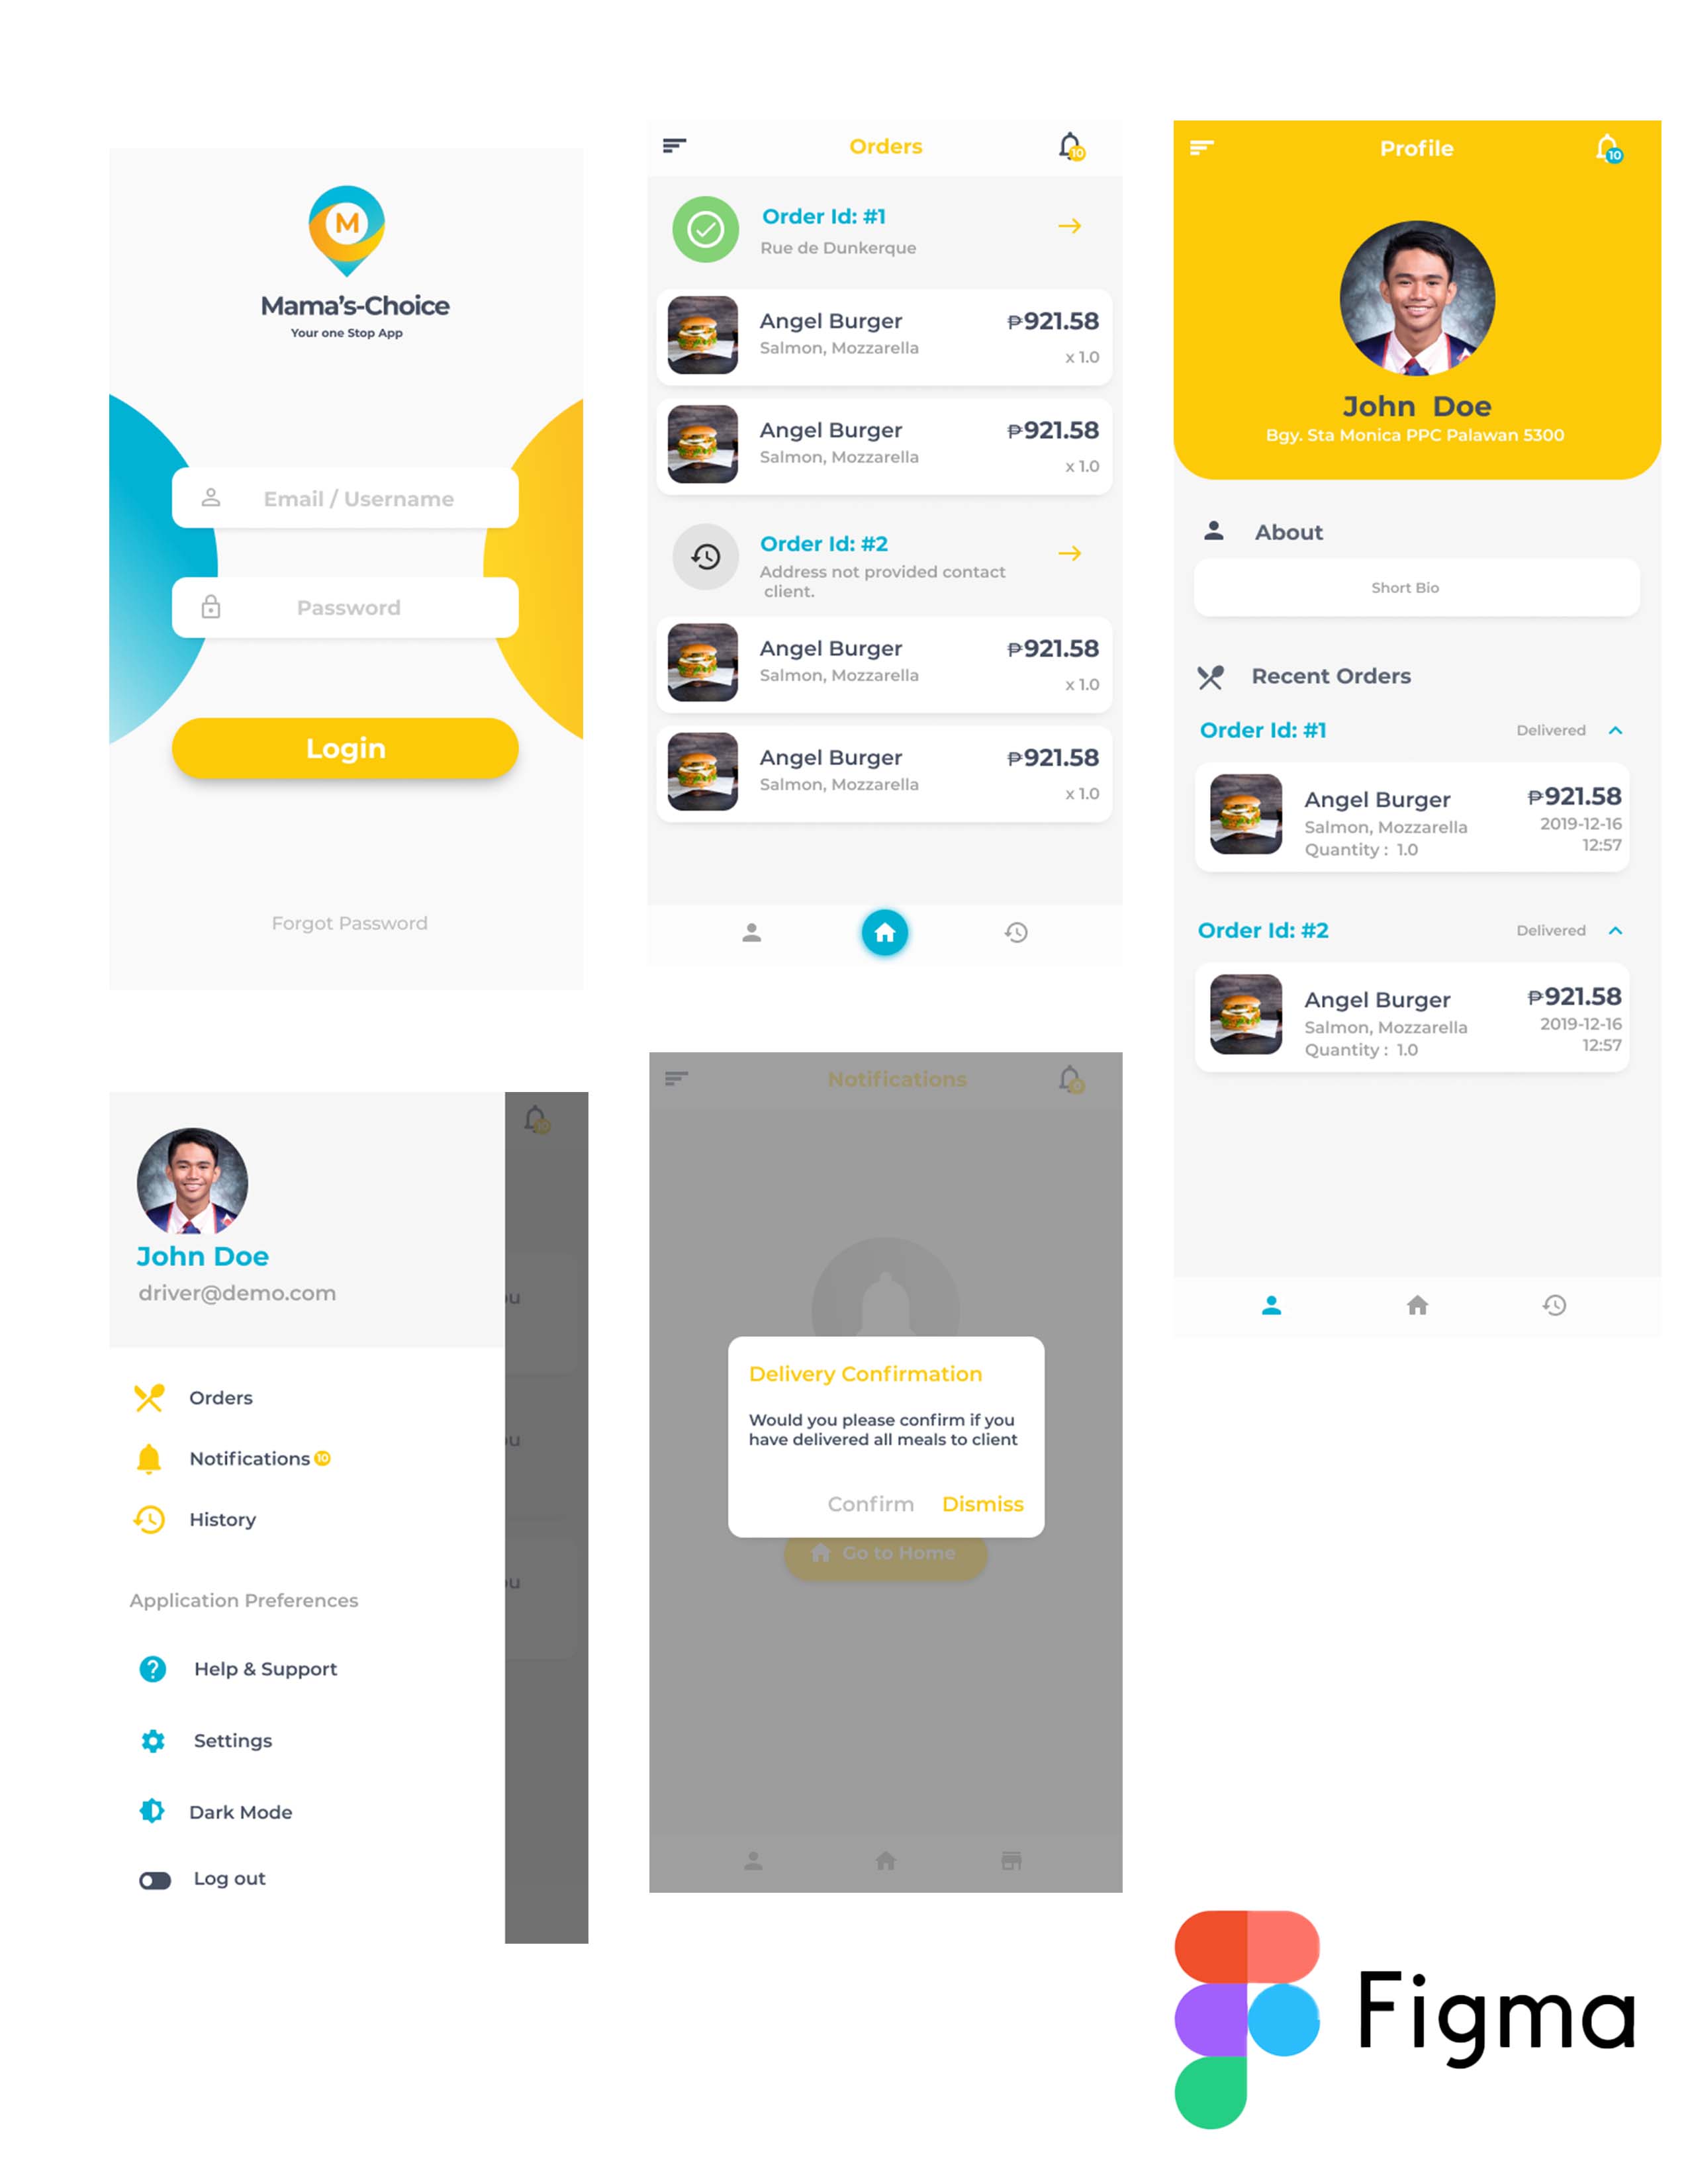 M
Mama's-Choice
Your one Stop App
Email / Username
Password
Login
Forgot Password
Orders
10
Order Id: #1
Rue de Dunkerque
Angel Burger
₱921.58
Salmon, Mozzarella
x 1.0
Angel Burger
₱921.58
Salmon, Mozzarella
x 1.0
Order Id: #2
Address not provided contact
client.
Angel Burger
₱921.58
Salmon, Mozzarella
x 1.0
Angel Burger
₱921.58
Salmon, Mozzarella
x 1.0
Profile
10
John Doe
Bgy. Sta Monica PPC Palawan 5300
About
Short Bio
Recent Orders
Order Id: #1
Delivered
Angel Burger
₱921.58
Salmon, Mozzarella
2019-12-16
Quantity : 1.0
12:57
Order Id: #2
Delivered
Angel Burger
₱921.58
Salmon, Mozzarella
2019-12-16
Quantity : 1.0
12:57
10
John Doe
driver@demo.com
ou
Orders
Notifications 10
ou
History
ou
Application Preferences
Help & Support
Settings
Dark Mode
Log out
Notifications
Delivery Confirmation
Would you please confirm if you
have delivered all meals to client
Confirm Dismiss
Go to Home
Figma